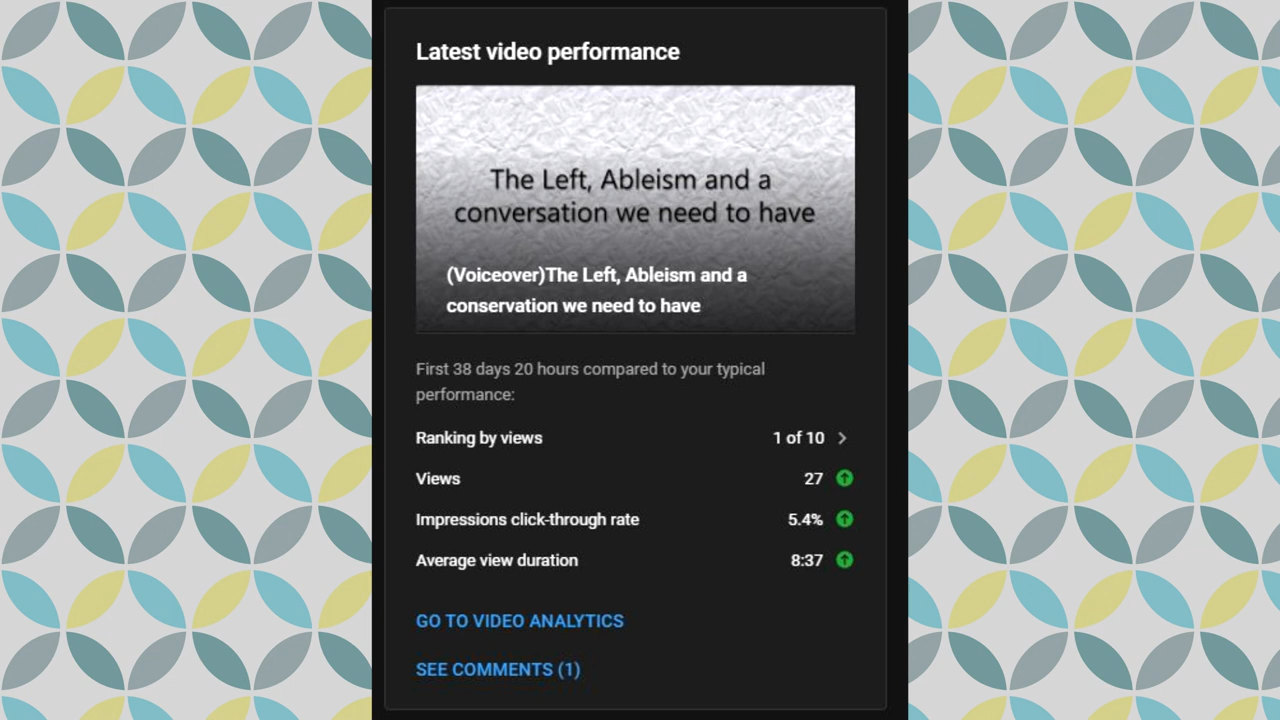 Latest video performance
The Left, Ableism and a
conversation we need to have
(Voiceover)The Left, Ableism and a
conservation we need to have
First 38 days 20 hours compared to your typical
performance:
Ranking by views 1 of 10
Views 27
Impressions click-through rate 5.4%
Average view duration 8:37
GO TO VIDEO ANALYTICS
SEE COMMENTS (1)